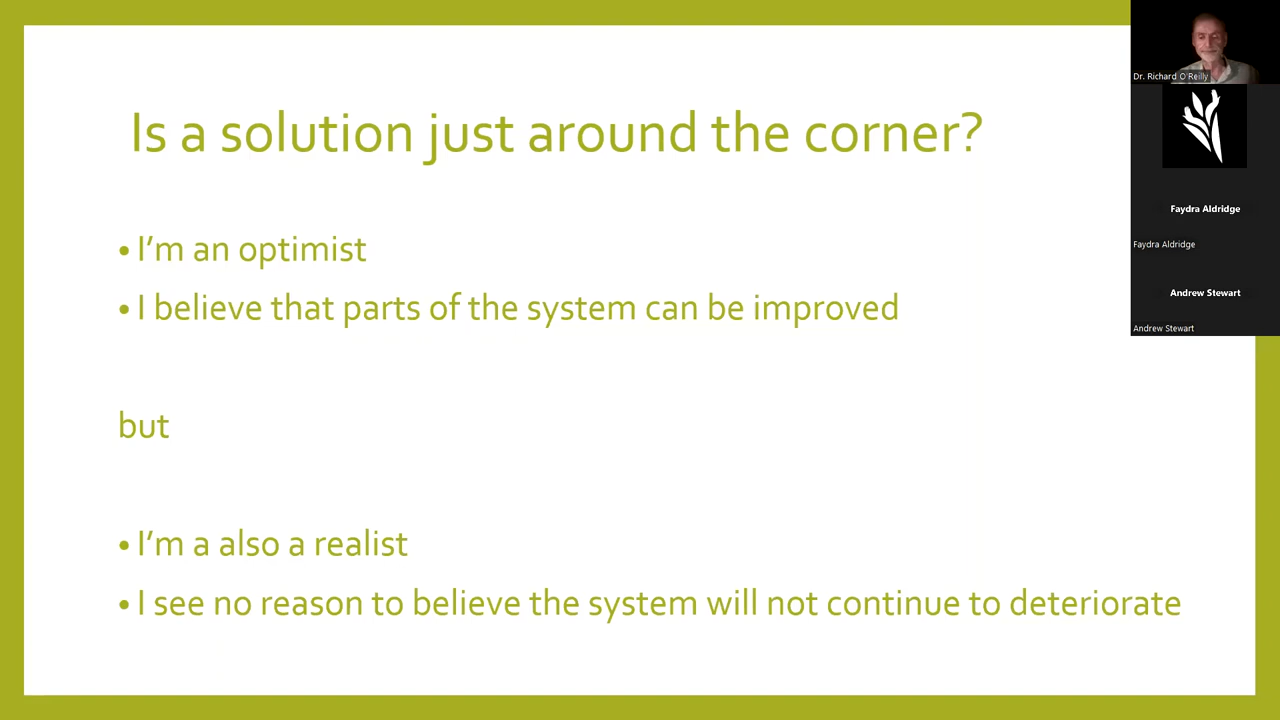 Is a solution just around the corner?
• I’m an optimist
• I believe that parts of the system can be improved
but
• I’m a also a realist
• I see no reason to believe the system will not continue to deteriorate
Dr. Richard O'Reilly
Faydra Aldridge
Faydra Aldridge
Andrew Stewart
Andrew Stewart